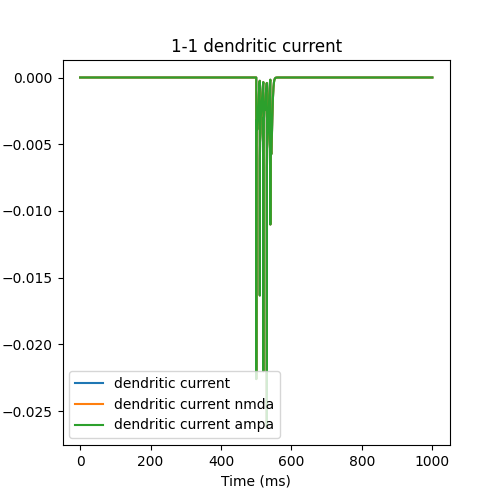 1-1 dendritic current
0.000
−0.005
−0.010
−0.015
−0.020
−0.025
dendritic current
dendritic current nmda
dendritic current ampa
0 200 400 600 800 1000
Time (ms)